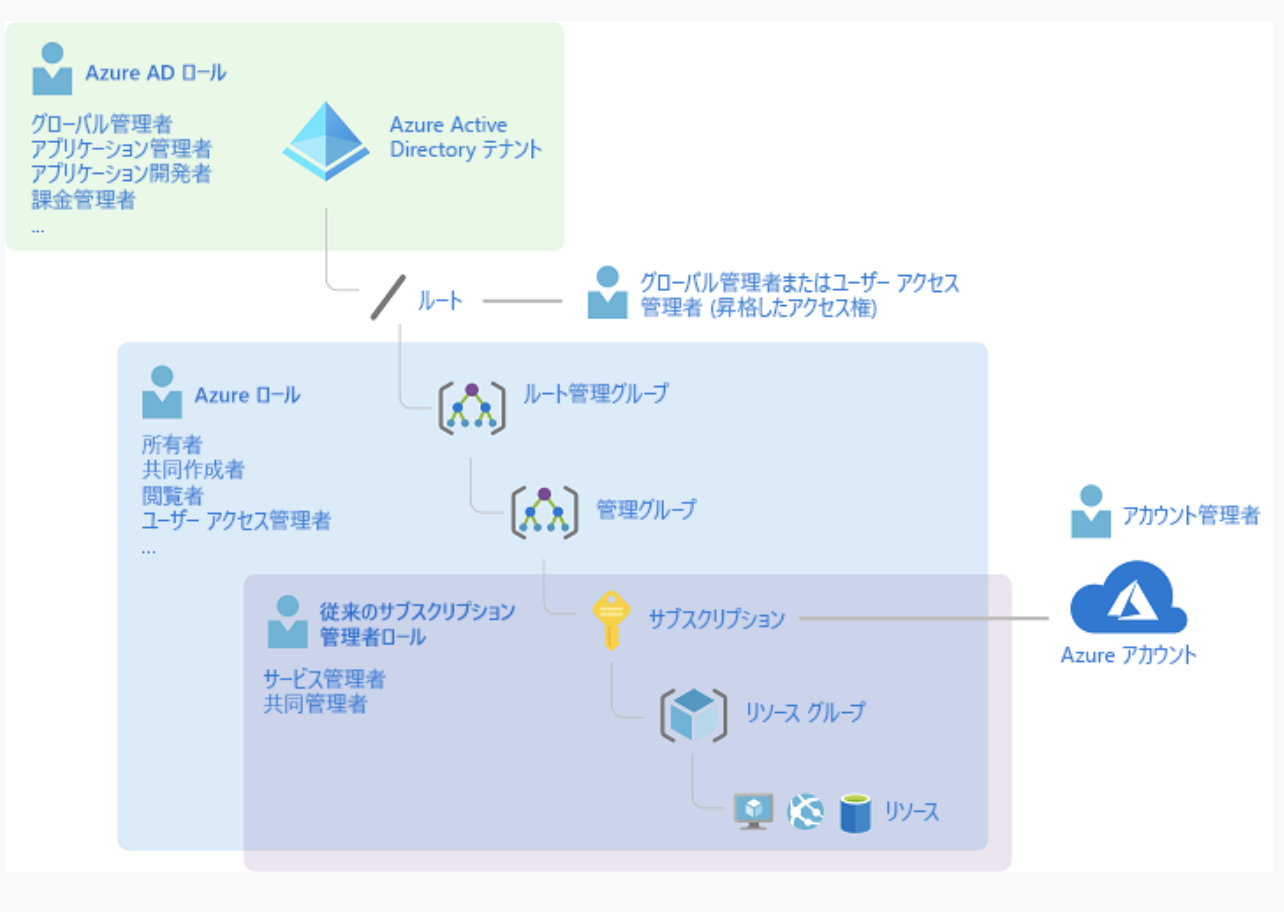 Azure AD ロール
グローバル管理者
アプリケーション管理者
アプリケーション開発者
課金管理者
...
Azure Active
Directory テナント
ルート
グローバル管理者またはユーザー アクセス
管理者 (昇格したアクセス権)
Azure ロール
所有者
共同作成者
閲覧者
ユーザー アクセス管理者
...
ルート管理グループ
管理グループ
アカウント管理者
従来のサブスクリプション
管理者ロール
サービス管理者
共同管理者
サブスクリプション
Azure アカウント
リソース グループ
リソース